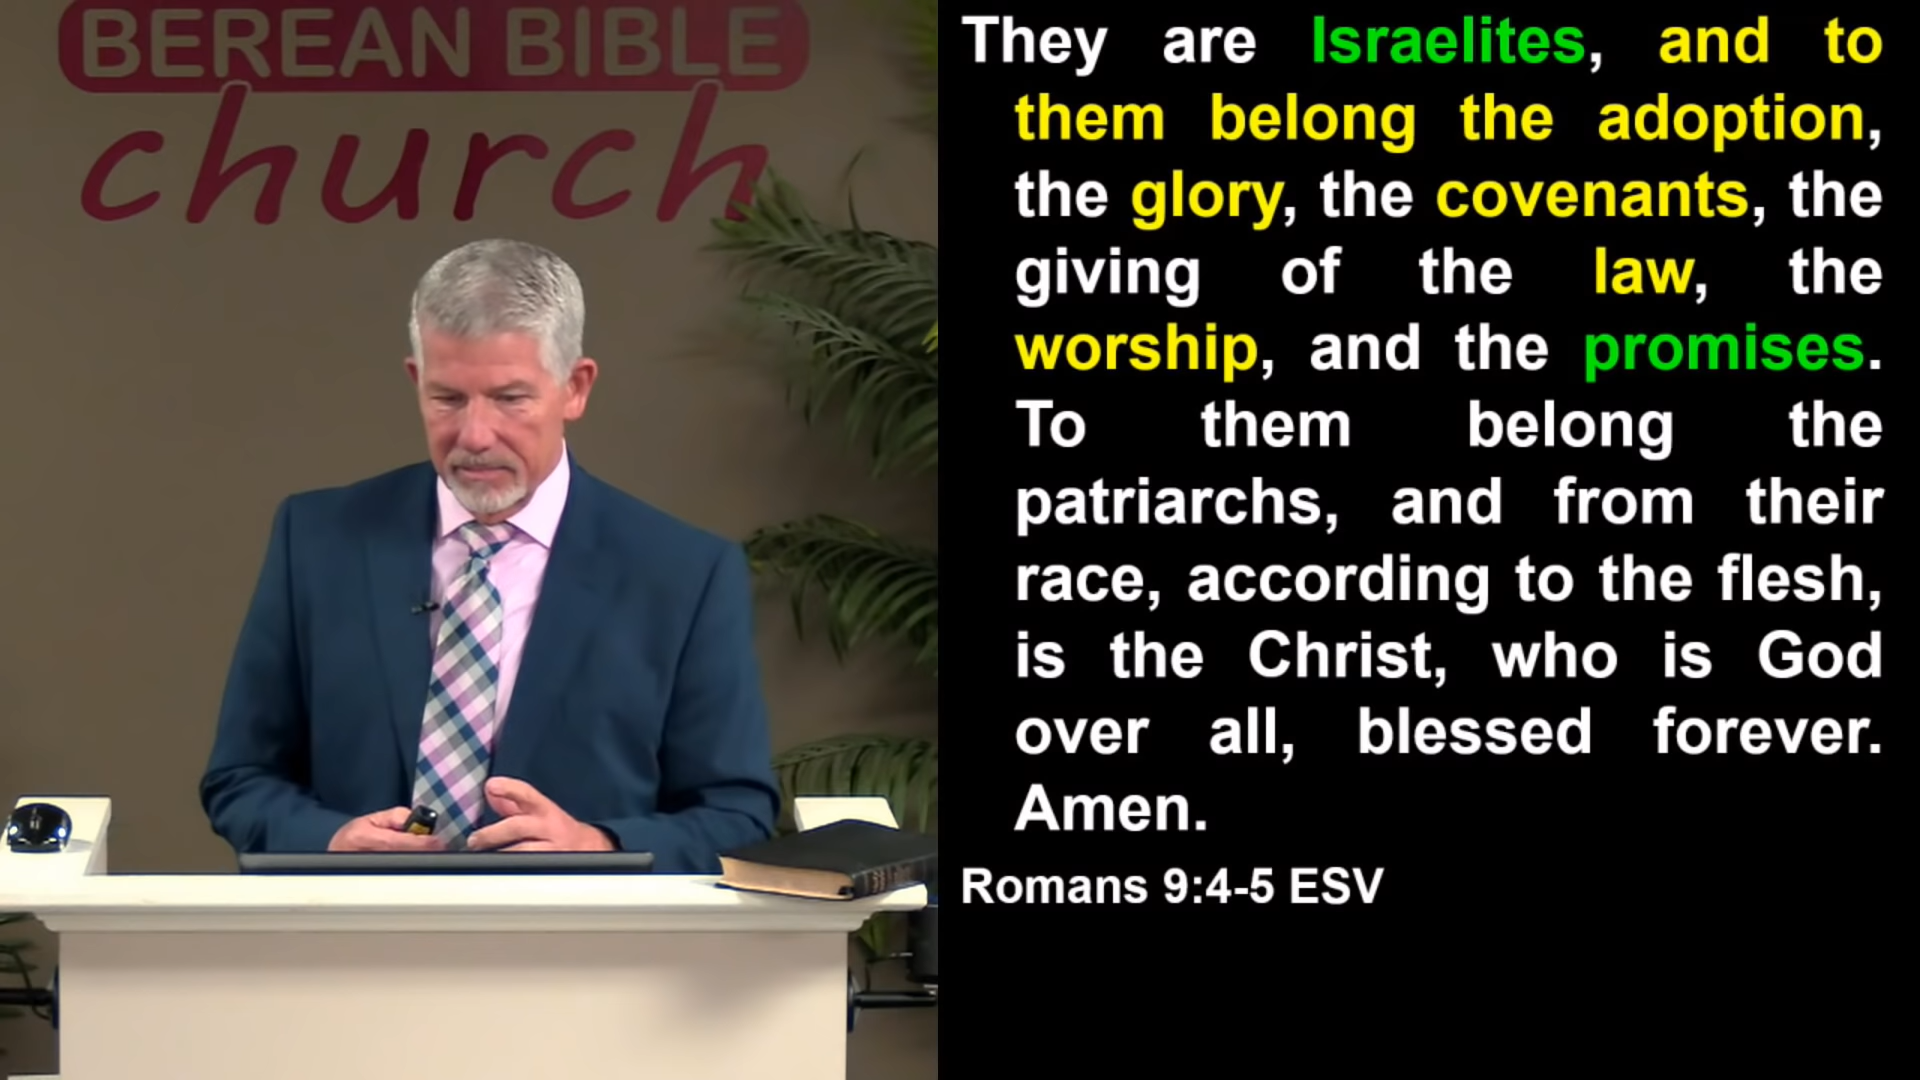 BEREAN BIBLE
church
They are Israelites, and to
them belong the adoption,
the glory, the covenants, the
giving of the law, the
worship, and the promises.
To them belong the
patriarchs, and from their
race, according to the flesh,
is the Christ, who is God
over all, blessed forever.
Amen.
Romans 9:4-5 ESV